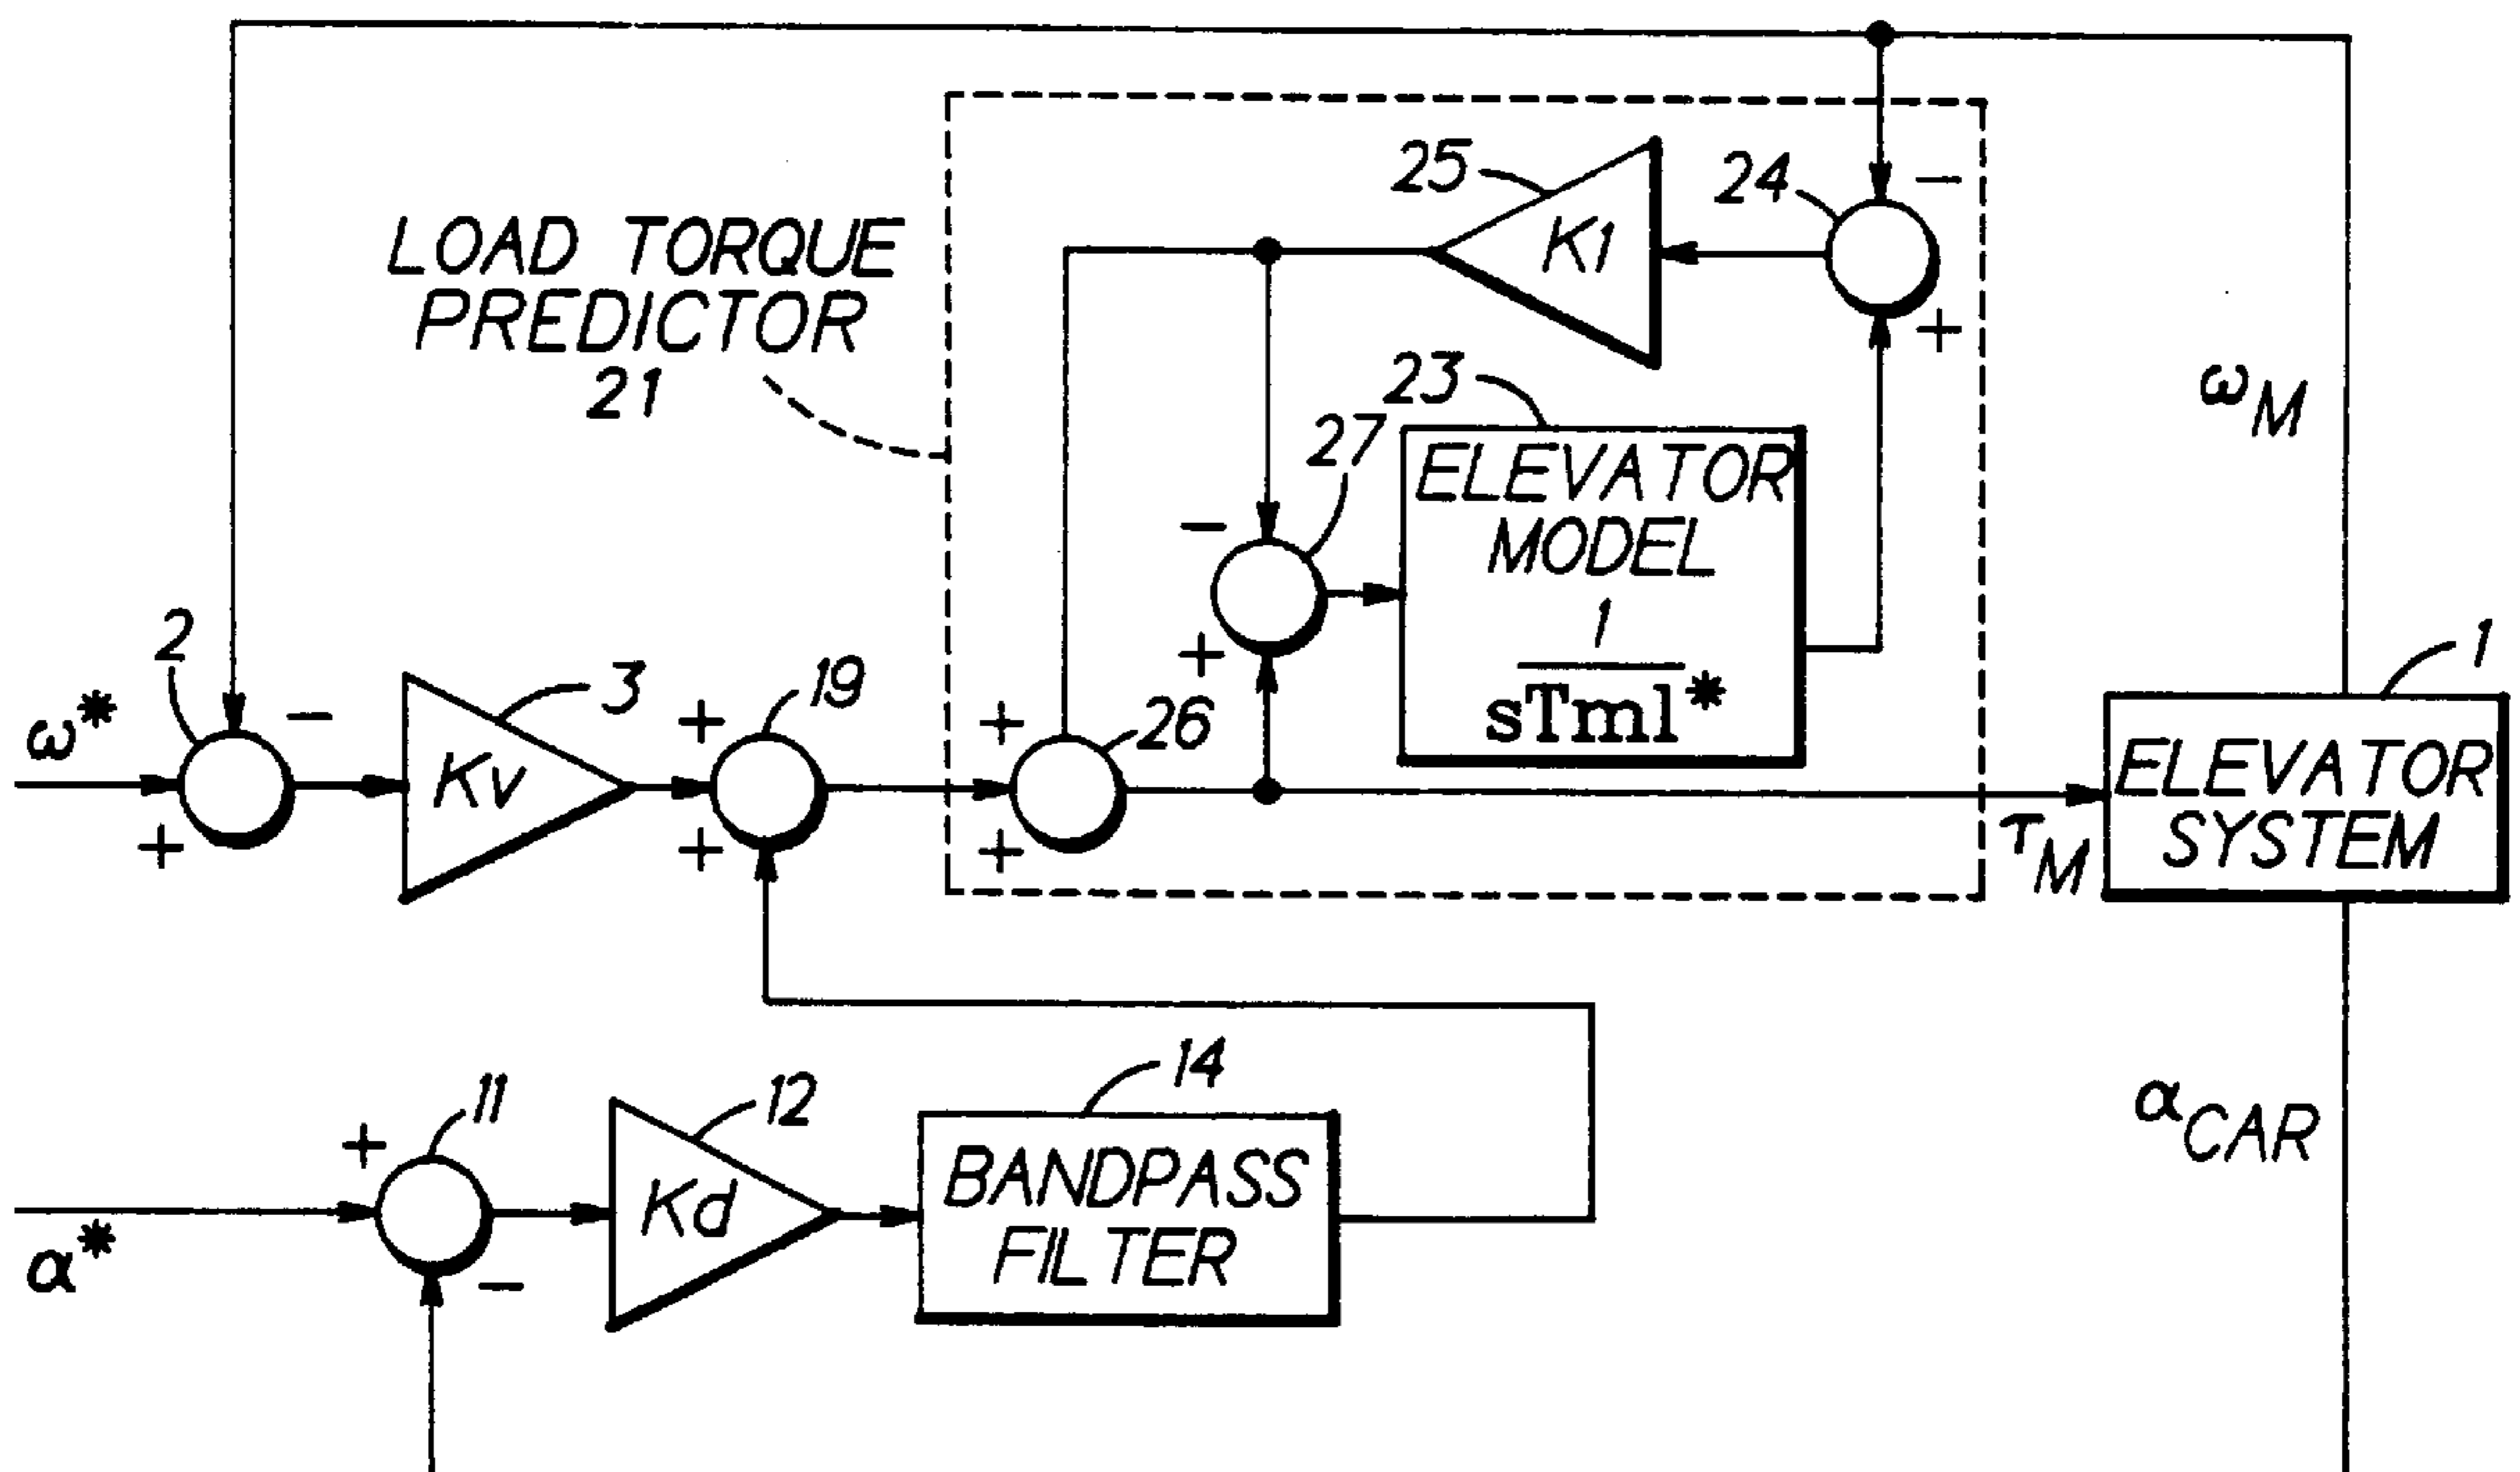 LOAD TORQUE
PREDICTOR
21
25
Kl
24
−
+
23
27
ELEVATOR
MODEL
1
sTml*
−
+
ωM
2
ω*
−
+
3
Kv
19
+
+
26
+
+
τM
1
ELEVATOR
SYSTEM
αCAR
11
+
α*
−
12
Kd
14
BANDPASS
FILTER